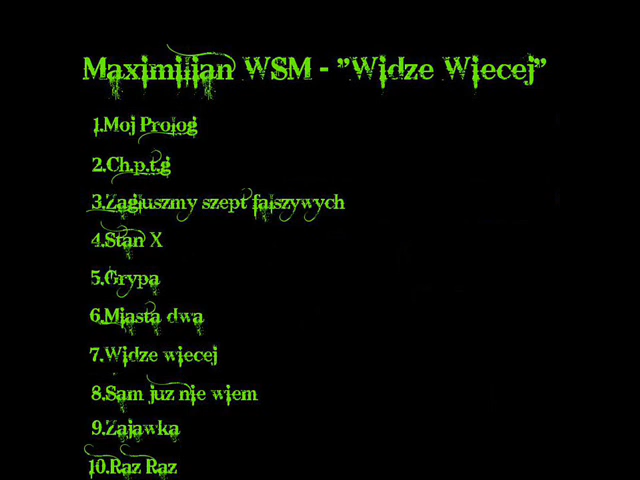 Maximilian WSM - "Widze Wiecej"
1.Moj Prolog
2.Ch.p.t.g
3.Zagluszmy szept falszywych
4.Stan X
5.Grypa
6.Miasta dwa
7.Widze wiecej
8.Sam juz nie wiem
9.Zajawka
10.Raz Raz